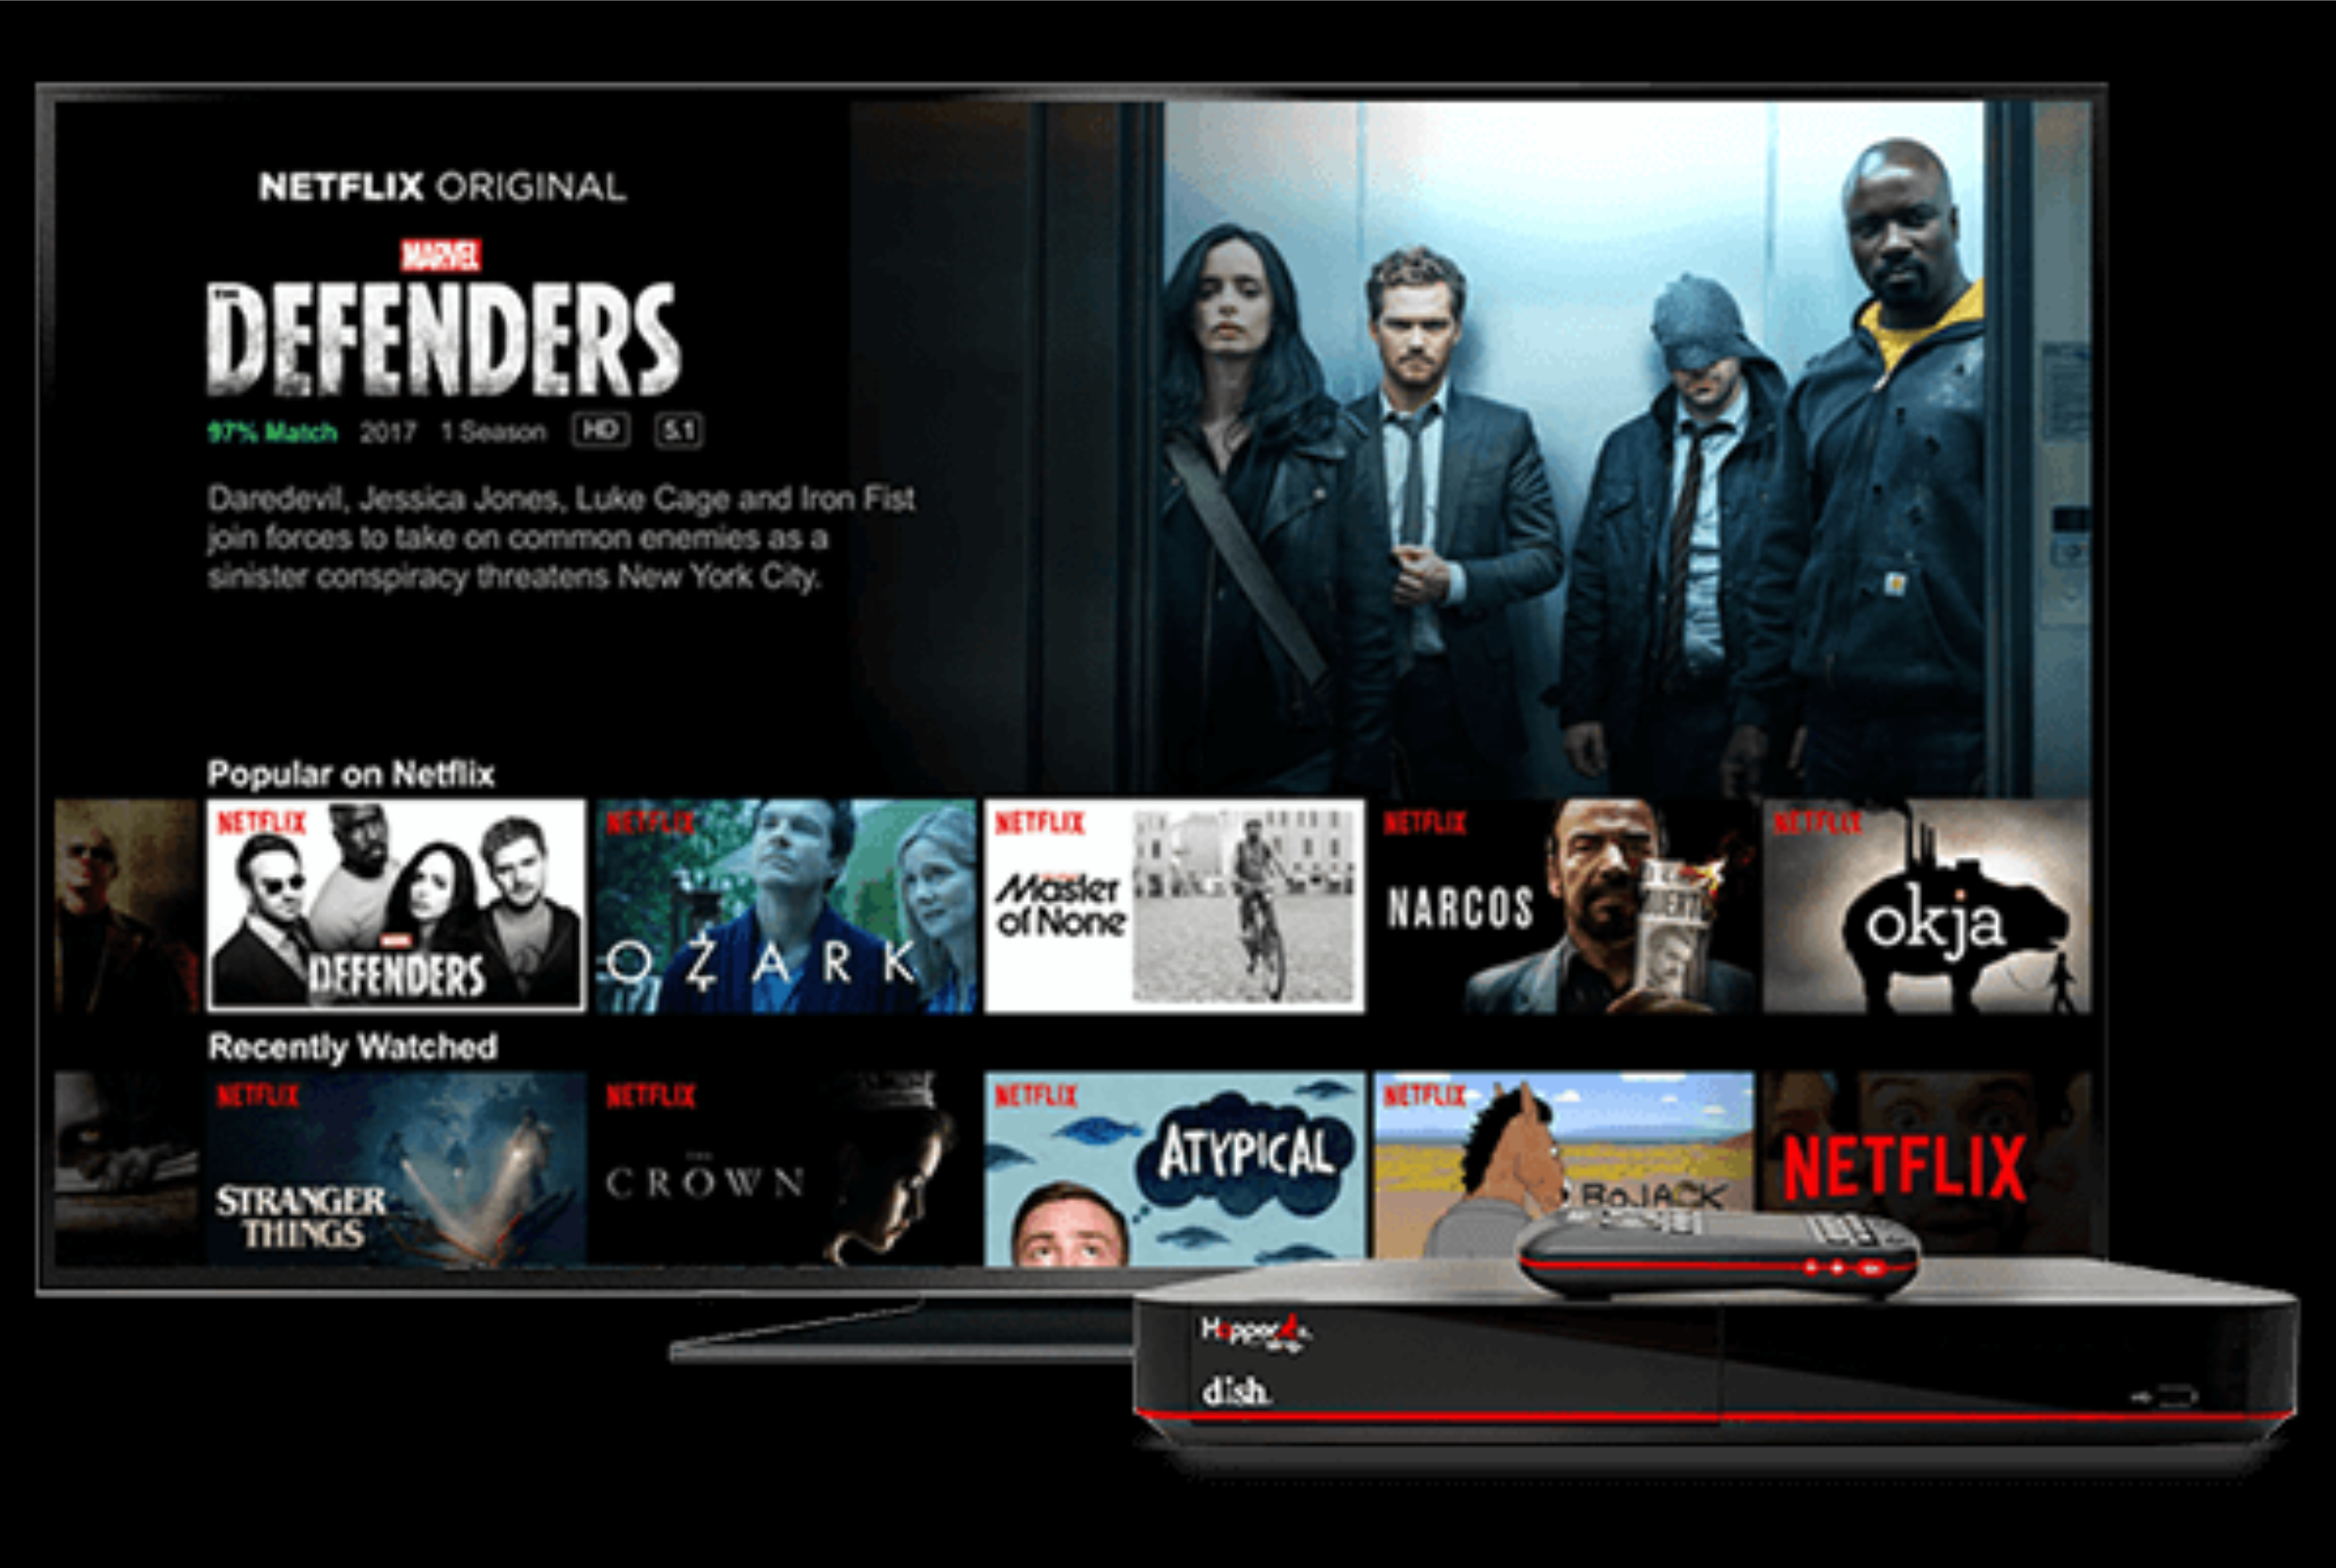 NETFLIX ORIGINAL
MARVEL
THE
DEFENDERS
97% Match 2017 1 Season HD 5.1
Daredevil, Jessica Jones, Luke Cage and Iron Fist
join forces to take on common enemies as a
sinister conspiracy threatens New York City.
Popular on Netflix
NETFLIX
MARVEL
DEFENDERS
NETFLIX
OZARK
NETFLIX
Master
of None
NETFLIX
NARCOS
NETFLIX
okja
Recently Watched
NETFLIX
STRANGER
THINGS
NETFLIX
THE
CROWN
NETFLIX
ATYPICAL
NETFLIX
BOJACK
NETFLIX
Hopper
dish